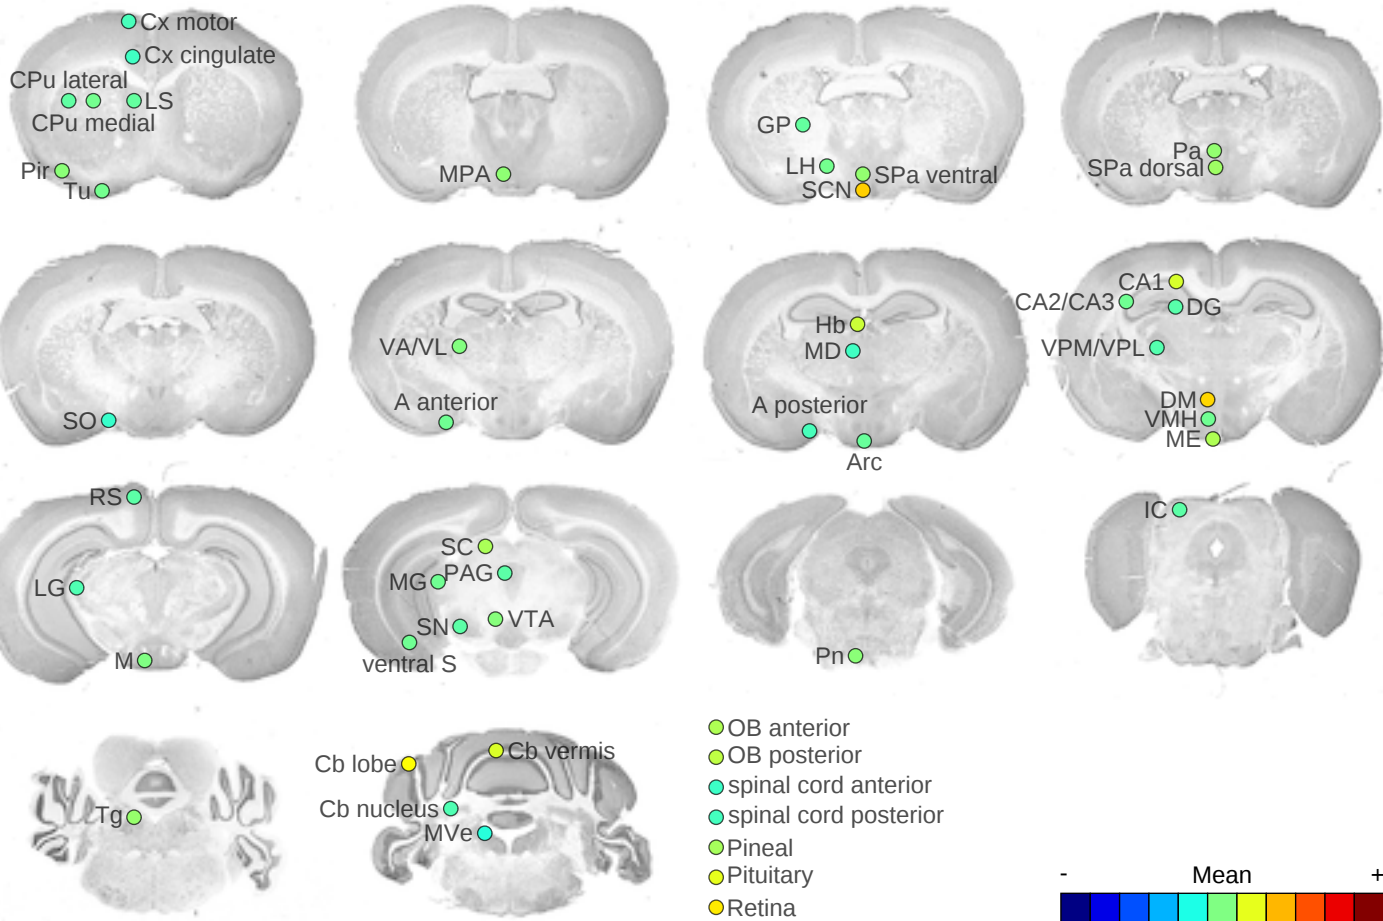 Cx motor
Cx cingulate
CPu lateral
LS
CPu medial
Pir
Tu
MPA
GP
LH
SPa ventral
SCN
Pa
SPa dorsal
SO
VA/VL
A anterior
Hb
MD
A posterior
Arc
CA1
CA2/CA3
DG
VPM/VPL
DM
VMH
ME
RS
LG
M
SC
MG
PAG
SN
VTA
ventral S
Pn
IC
Tg
Cb lobe
Cb vermis
Cb nucleus
MVe
OB anterior
OB posterior
spinal cord anterior
spinal cord posterior
Pineal
Pituitary
Retina
- Mean +